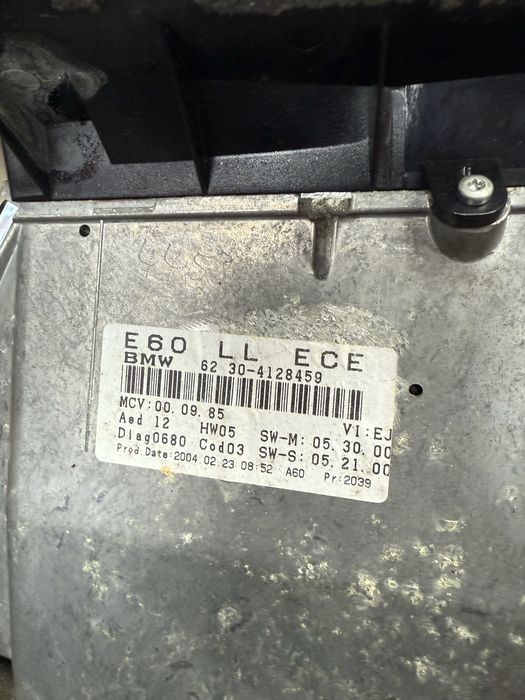 E60 LL ECE
BMW 62 30-4128459
MCV:00.09.85 VI:EJ
Aed 12 HW05 SW-M: 05.30.00
Diag0680 Cod03 SW-S: 05.21.00
Prod.Date:2004.02.23 08:52 A60 Pr:2039